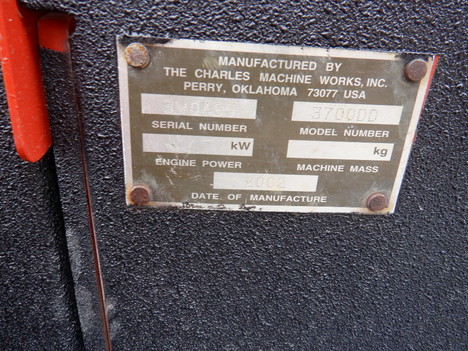 MANUFACTURED BY
THE CHARLES MACHINE WORKS, INC.
PERRY, OKLAHOMA 73077 USA
3700DD
SERIAL NUMBER MODEL NUMBER
kW kg
ENGINE POWER MACHINE MASS
2002
DATE OF MANUFACTURE